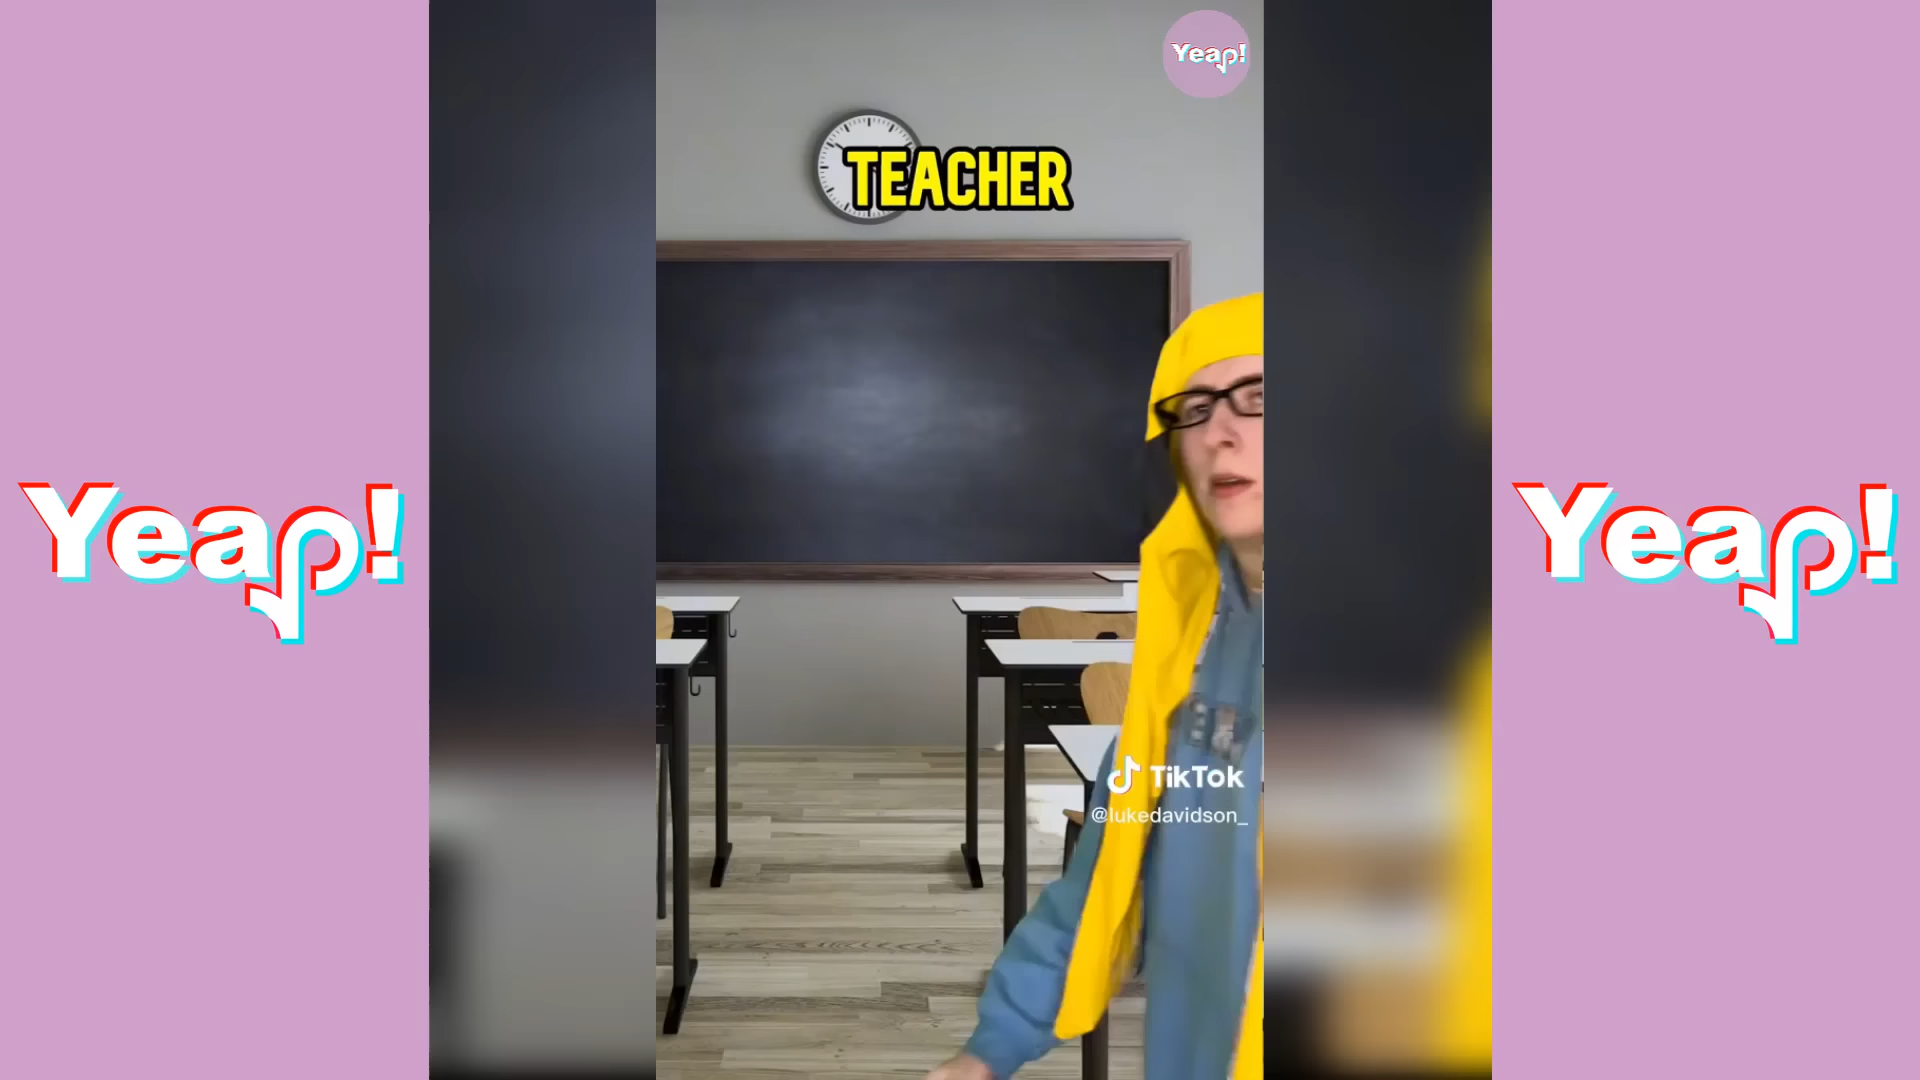 Yeap!
TEACHER
Yeap!
Yeap!
TikTok
@lukedavidson_